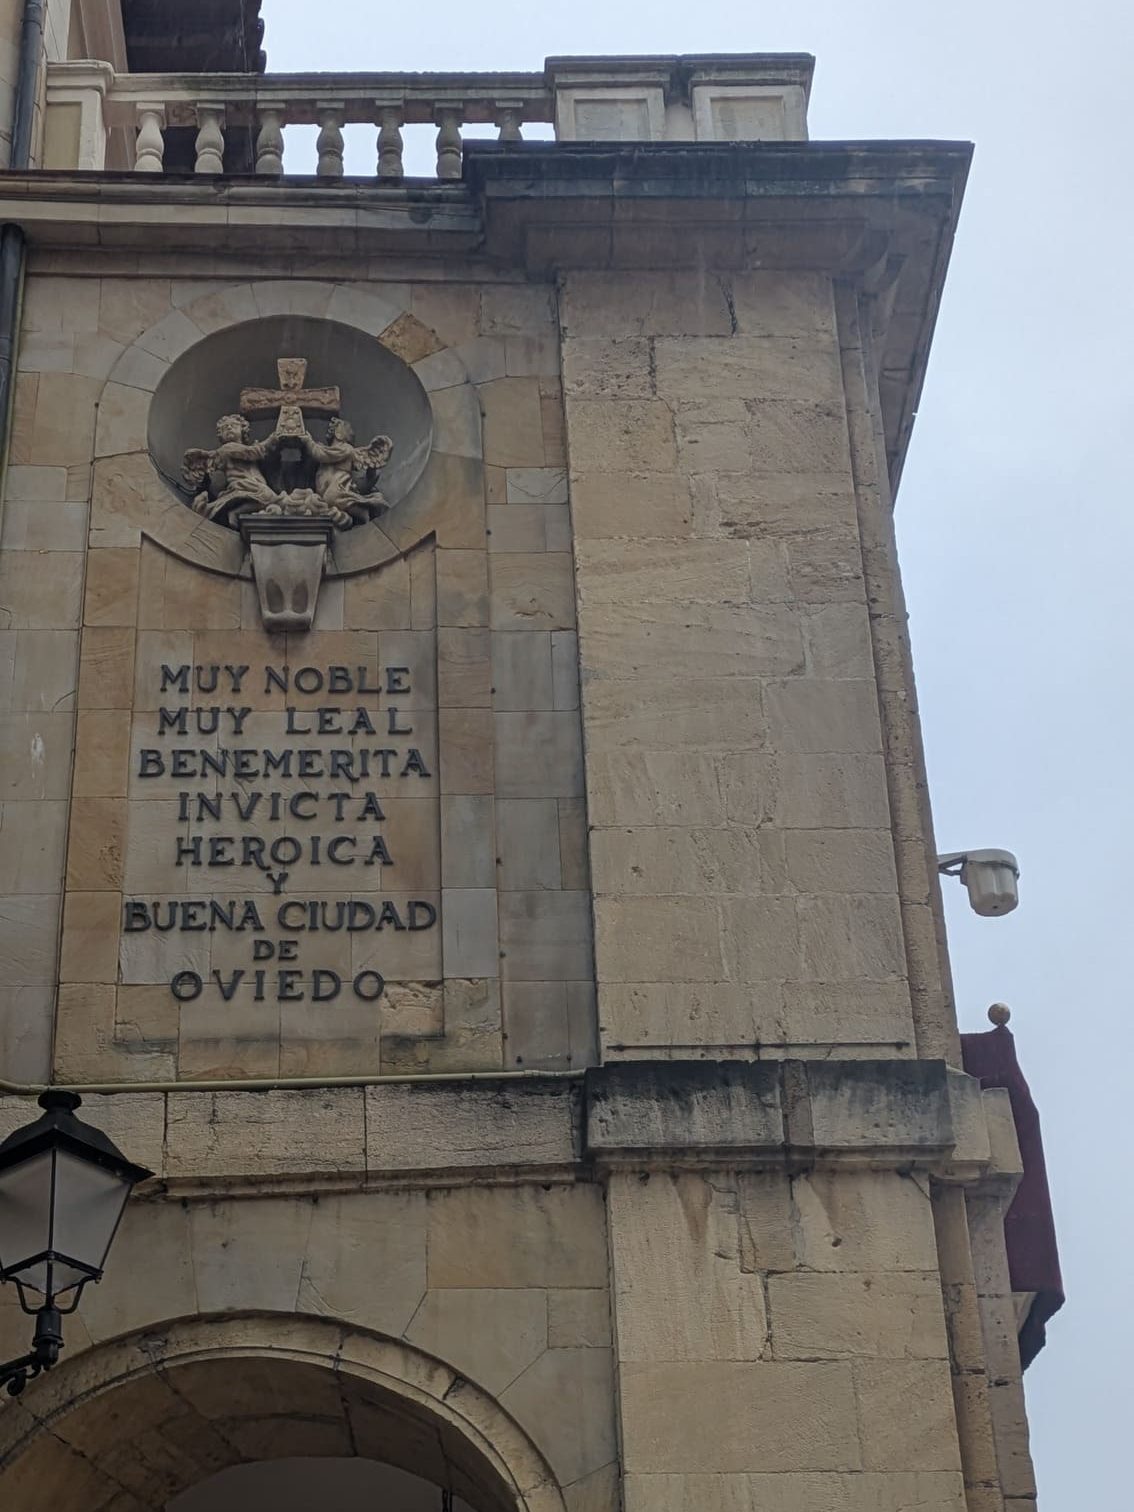 MUY NOBLE
MUY LEAL
BENEMERITA
INVICTA
HEROICA
Y
BUENA CIUDAD
DE
OVIEDO